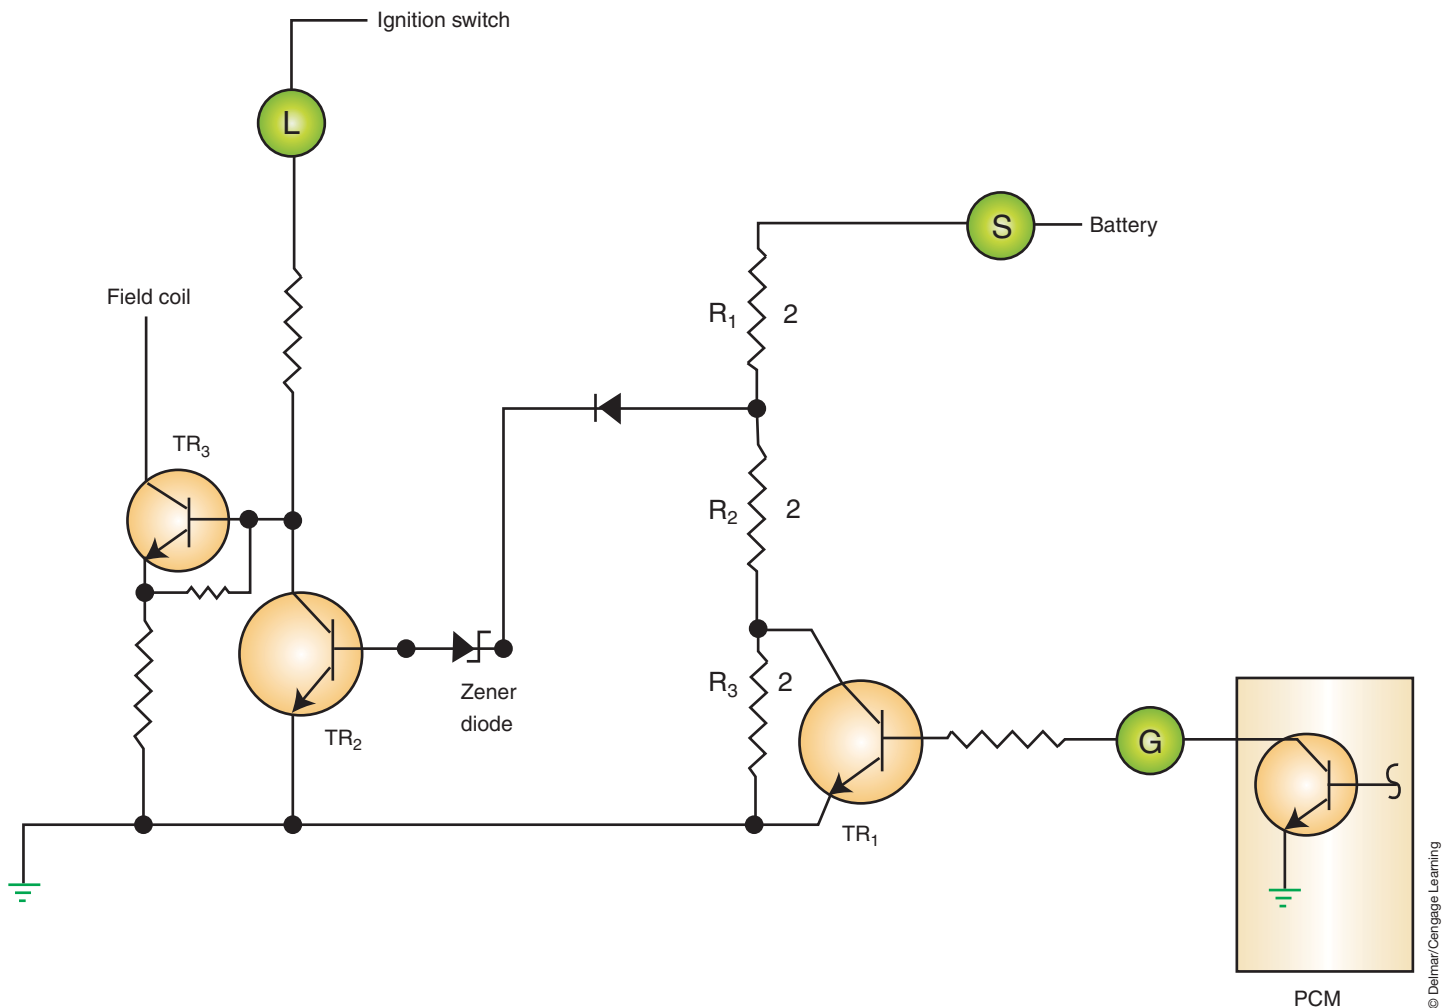 Ignition switch
L
S
Battery
Field coil
R1 2
TR3
R2 2
R3 2
Zener
diode
TR2
G
TR1
PCM
© Delmar/Cengage Learning